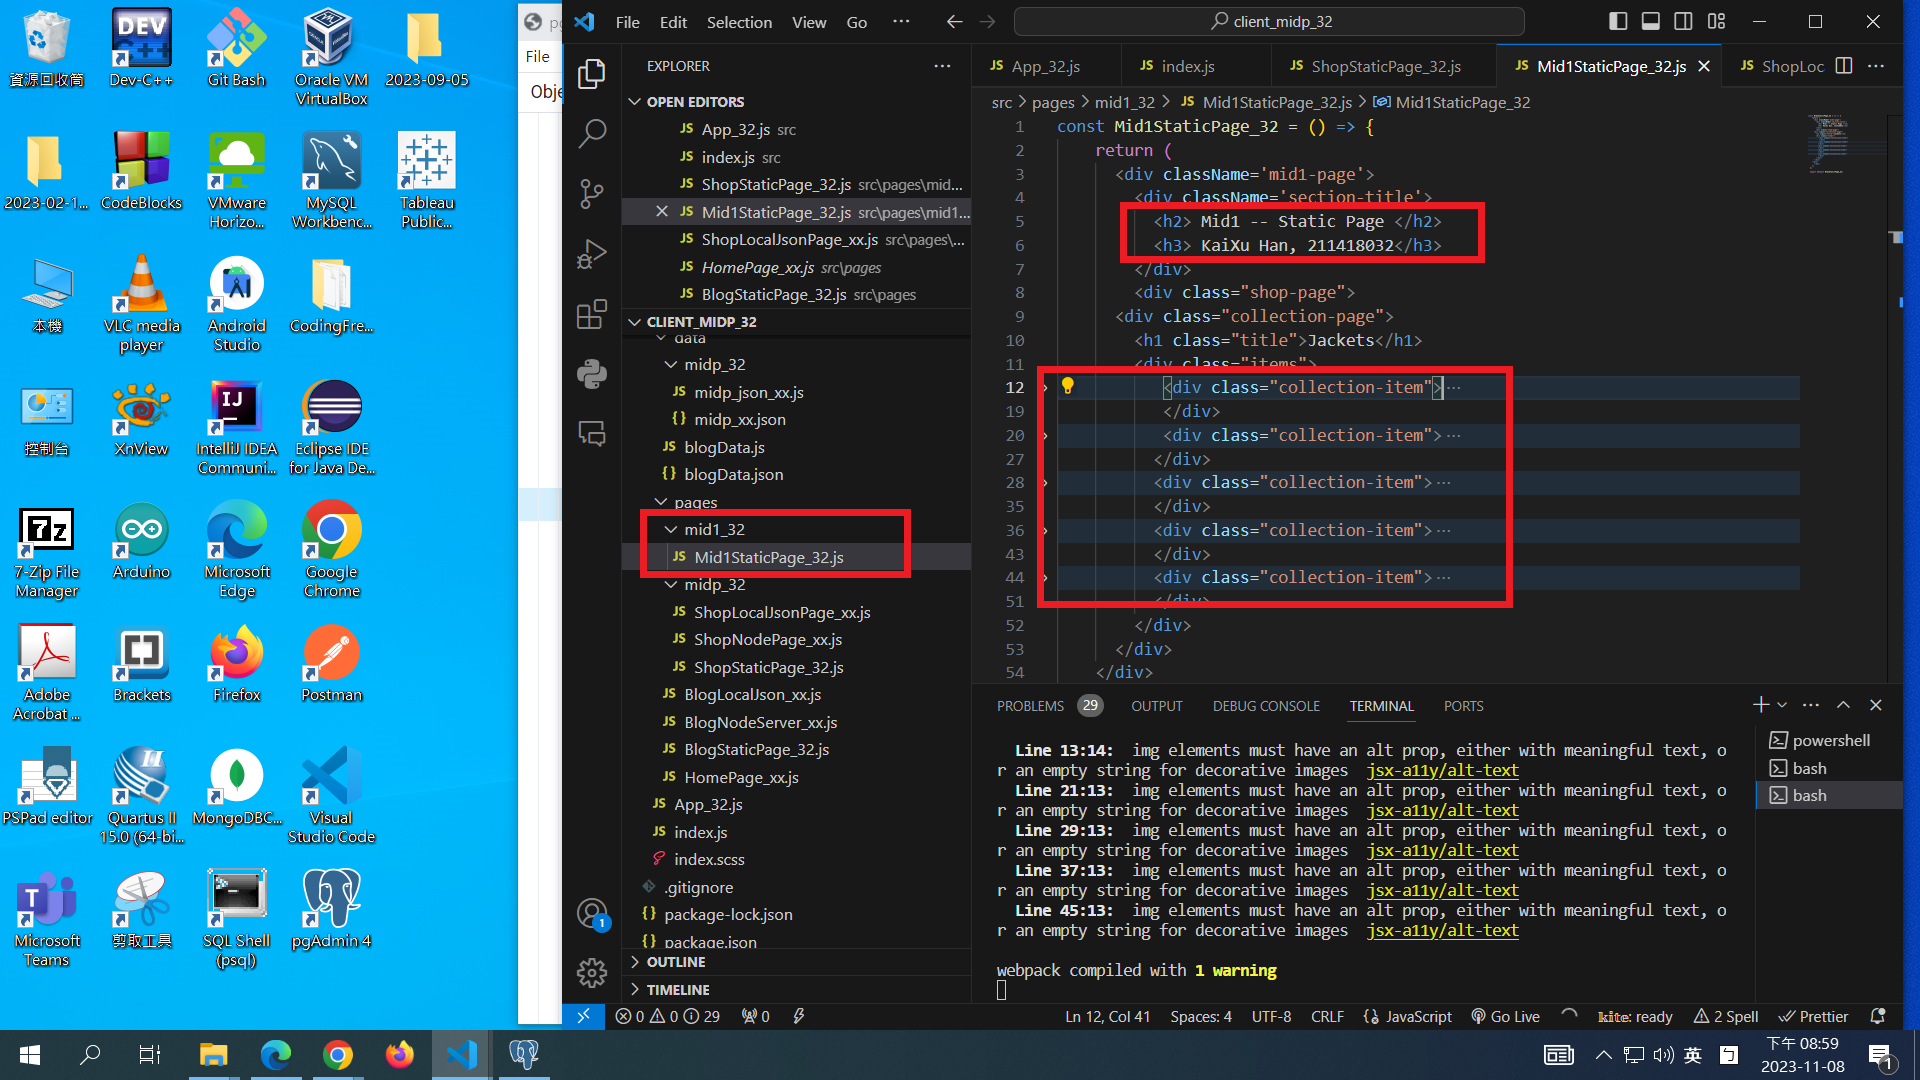 資源回收筒
Dev-C++
Git Bash
Oracle VM
VirtualBox
2023-09-05
2023-02-1...
CodeBlocks
VMware
Horizo...
MySQL
Workbenc...
Tableau
Public...
本機
VLC media
player
Android
Studio
CodingFre...
控制台
XnView
IntelliJ IDEA
Communi...
Eclipse IDE
for Java De...
7-Zip File
Manager
Arduino
Microsoft
Edge
Google
Chrome
Adobe
Acrobat ...
Brackets
Firefox
Postman
PSPad editor
Quartus II
15.0 (64-bi...
MongoDBC...
Visual
Studio Code
Microsoft
Teams
剪取工具
SQL Shell
(psql)
pgAdmin 4
File
Obje
File Edit Selection View Go ···
client_midp_32
EXPLORER
OPEN EDITORS
JS App_32.js src
JS index.js src
JS ShopStaticPage_32.js src\pages\mid...
JS Mid1StaticPage_32.js src\pages\mid1...
JS ShopLocalJsonPage_xx.js src\pages\...
JS HomePage_xx.js src\pages
JS BlogStaticPage_32.js src\pages
CLIENT_MIDP_32
data
midp_32
JS midp_json_xx.js
{} midp_xx.json
JS blogData.js
{} blogData.json
pages
mid1_32
JS Mid1StaticPage_32.js
midp_32
JS ShopLocalJsonPage_xx.js
JS ShopNodePage_xx.js
JS ShopStaticPage_32.js
JS BlogLocalJson_xx.js
JS BlogNodeServer_xx.js
JS BlogStaticPage_32.js
JS HomePage_xx.js
JS App_32.js
JS index.js
index.scss
.gitignore
{} package-lock.json
{} package.json
OUTLINE
TIMELINE
JS App_32.js JS index.js JS ShopStaticPage_32.js JS Mid1StaticPage_32.js JS ShopLoc
src > pages > mid1_32 > JS Mid1StaticPage_32.js > Mid1StaticPage_32
1 const Mid1StaticPage_32 = () => {
2 return (
3 <div className='mid1-page'>
4 <div className='section-title'>
5 <h2> Mid1 -- Static Page </h2>
6 <h3> KaiXu Han, 211418032</h3>
7 </div>
8 <div class="shop-page">
9 <div class="collection-page">
10 <h1 class="title">Jackets</h1>
11 <div class="items">
12 <div class="collection-item">···
19 </div>
20 <div class="collection-item">···
27 </div>
28 <div class="collection-item">···
35 </div>
36 <div class="collection-item">···
43 </div>
44 <div class="collection-item">···
51 </div>
52 </div>
53 </div>
54 </div>
PROBLEMS 29 OUTPUT DEBUG CONSOLE TERMINAL PORTS
Line 13:14: img elements must have an alt prop, either with meaningful text, o
r an empty string for decorative images jsx-a11y/alt-text
Line 21:13: img elements must have an alt prop, either with meaningful text, o
r an empty string for decorative images jsx-a11y/alt-text
Line 29:13: img elements must have an alt prop, either with meaningful text, o
r an empty string for decorative images jsx-a11y/alt-text
Line 37:13: img elements must have an alt prop, either with meaningful text, o
r an empty string for decorative images jsx-a11y/alt-text
Line 45:13: img elements must have an alt prop, either with meaningful text, o
r an empty string for decorative images jsx-a11y/alt-text
webpack compiled with 1 warning
powershell
bash
bash
1
0 0 29 0
Ln 12, Col 41 Spaces: 4 UTF-8 CRLF {} JavaScript Go Live kite: ready 2 Spell Prettier
英
ㄅ
下午 08:59
2023-11-08
1